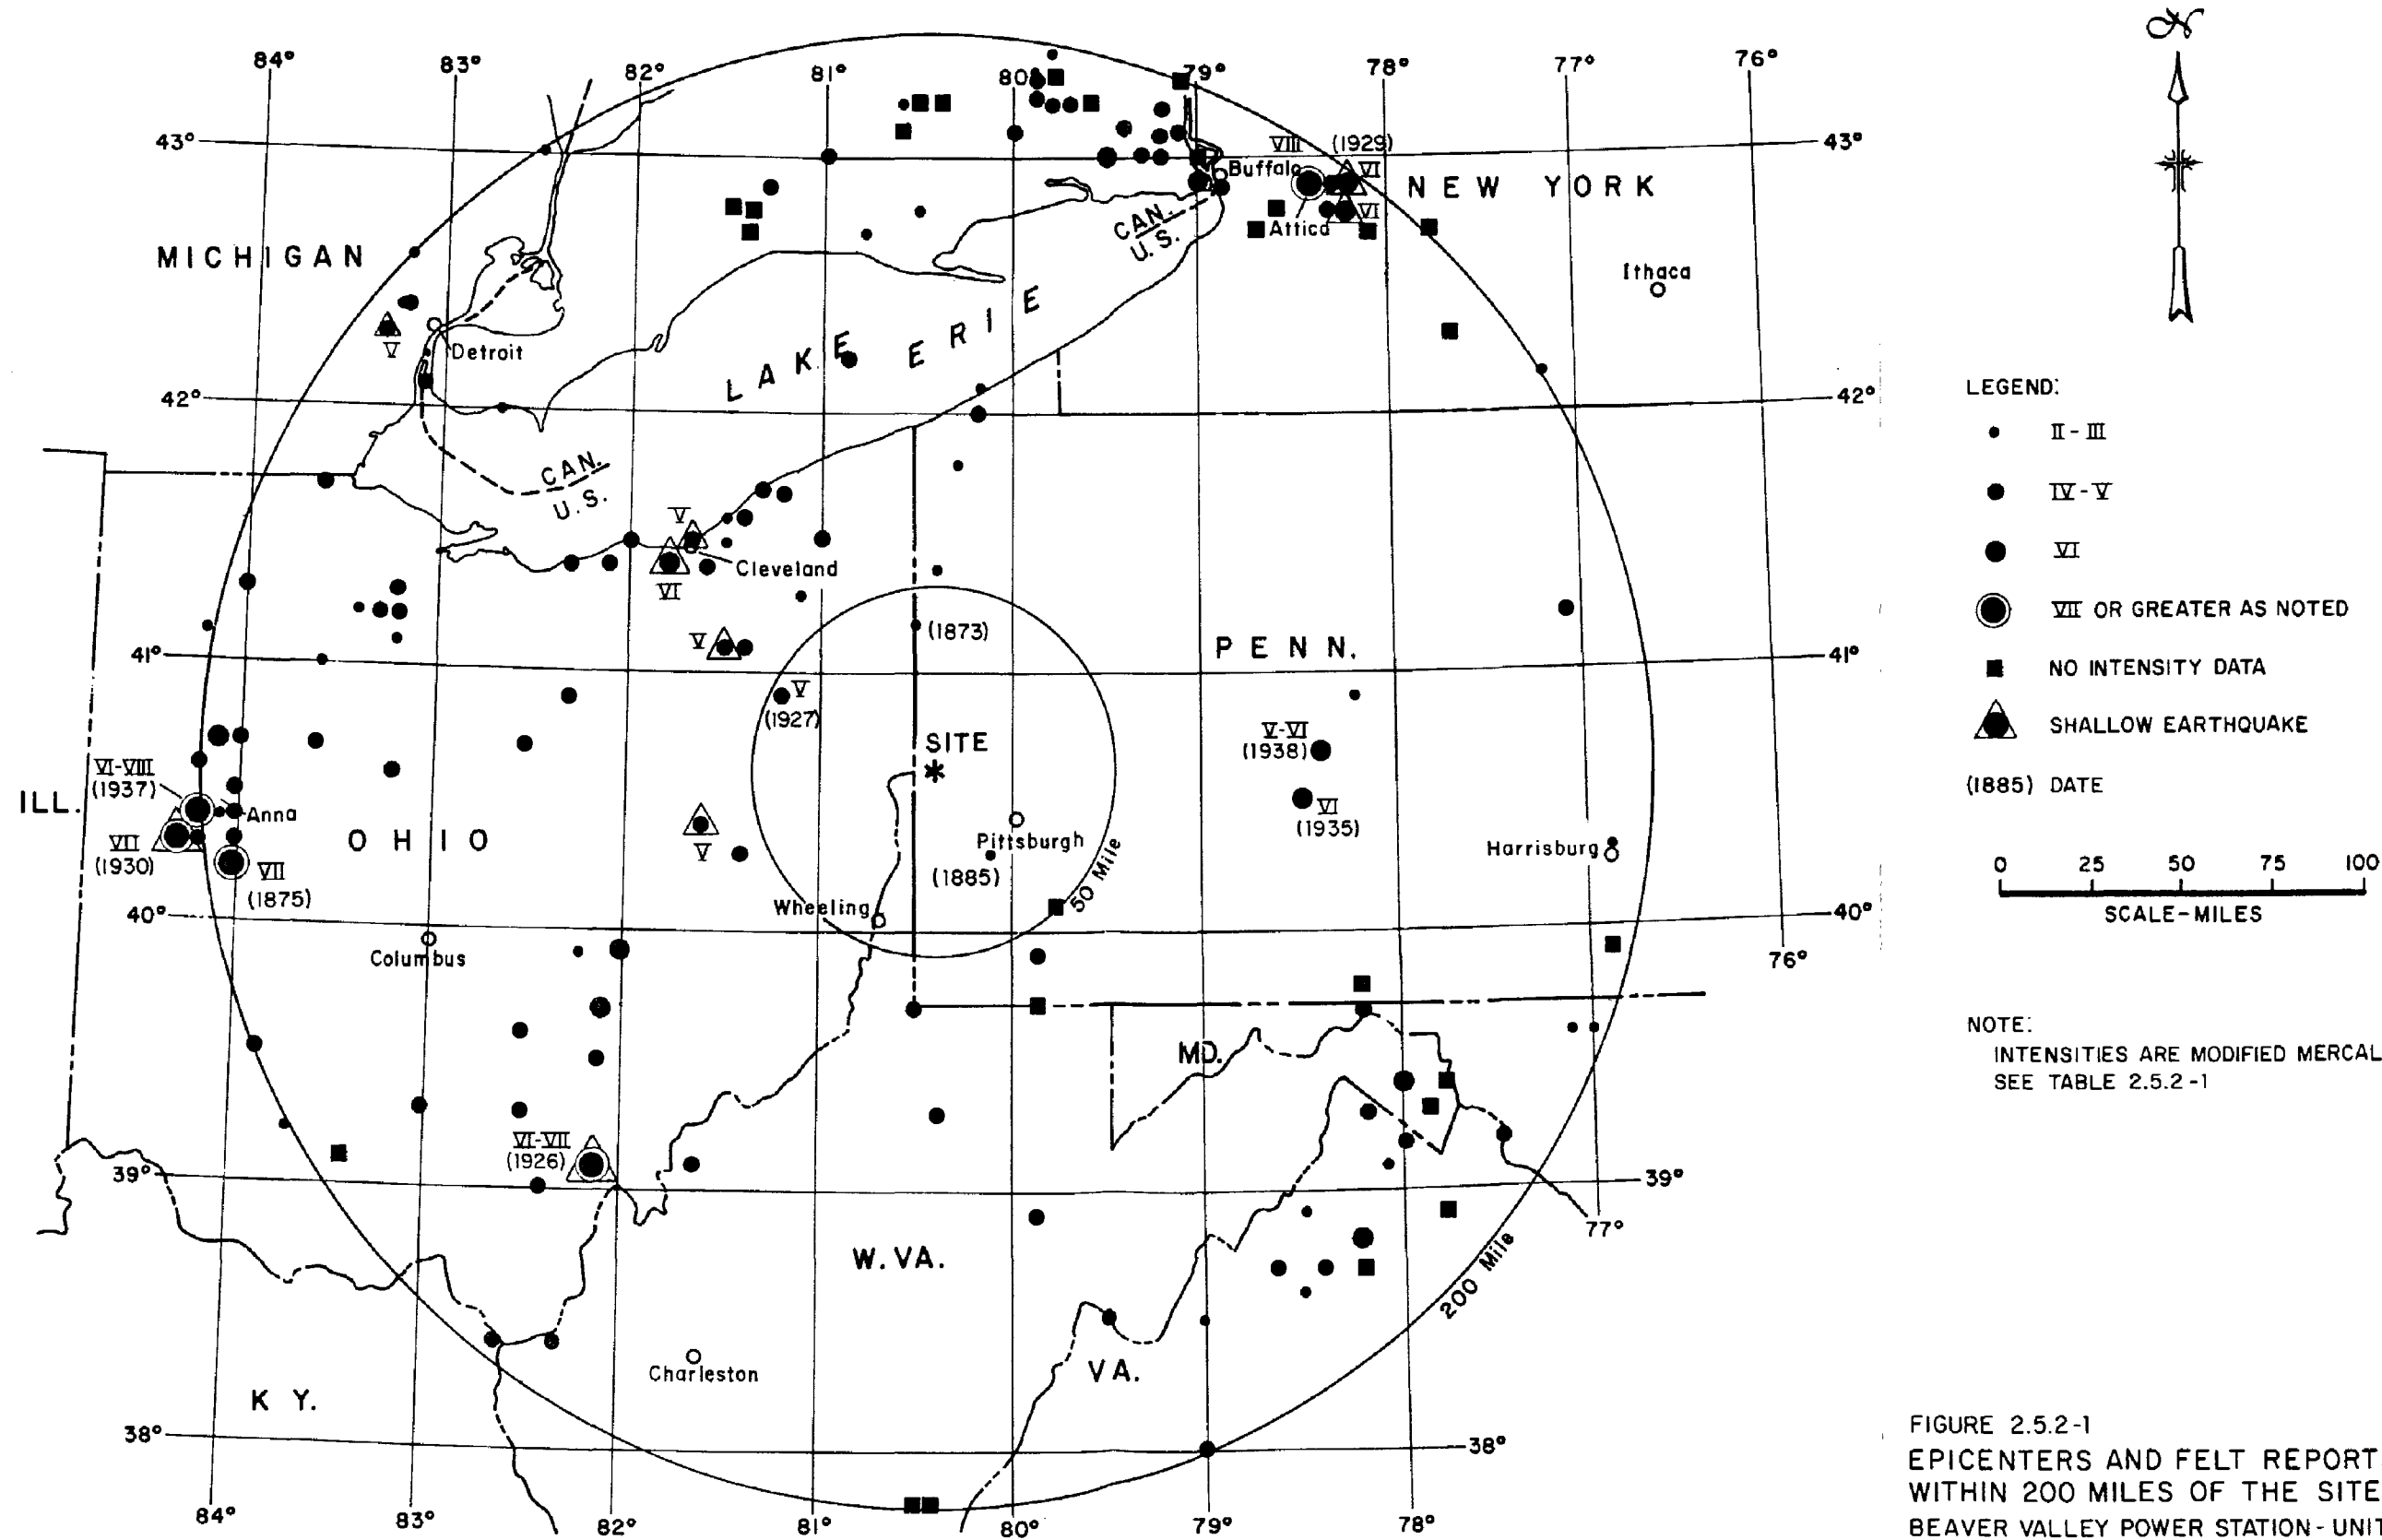 N
84°
83°
82°
81°
80
79°
78°
77°
76°
43°
43°
VIII
(1929)
VI
Buffalo
NEW YORK
VI
Attica
CAN.
U.S.
MICHIGAN
Ithaca
LAKE ERIE
V
Detroit
42°
42°
CAN.
U.S.
V
Cleveland
VI
(1873)
V
PENN.
41°
41°
V
(1927)
SITE
V-VI
(1938)
VI-VIII
(1937)
ILL.
Anna
OHIO
VI
(1935)
VII
(1930)
VII
(1875)
V
Pittsburgh
(1885)
50 Mile
Harrisburg
Wheeling
40°
40°
Columbus
76°
MD.
VI-VII
(1926)
39°
39°
77°
W.VA.
200 Mile
VA.
Charleston
KY.
38°
38°
84°
83°
82°
81°
80°
79°
78°
LEGEND:
II-III
IV-V
VI
VII OR GREATER AS NOTED
NO INTENSITY DATA
SHALLOW EARTHQUAKE
(1885) DATE
0 25 50 75 100
SCALE-MILES
NOTE:
INTENSITIES ARE MODIFIED MERCAL
SEE TABLE 2.5.2-1
FIGURE 2.5.2-1
EPICENTERS AND FELT REPORT
WITHIN 200 MILES OF THE SITE
BEAVER VALLEY POWER STATION-UNIT